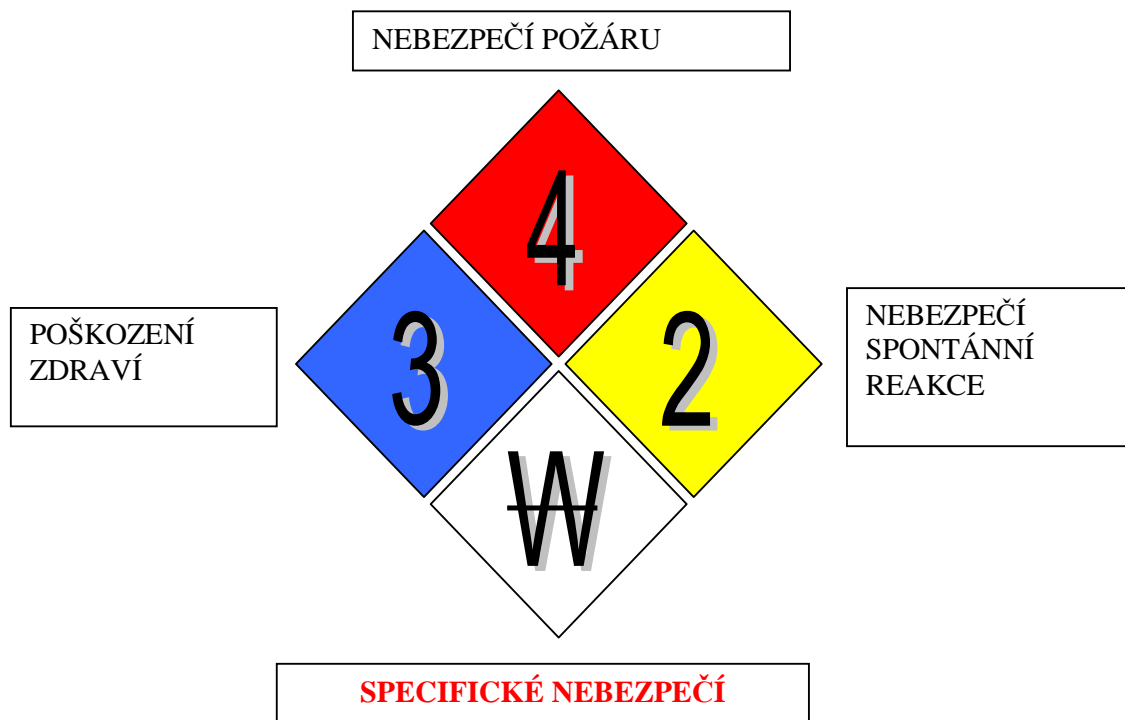 NEBEZPEČÍ POŽÁRU
4
POŠKOZENÍ
ZDRAVÍ
3
2
NEBEZPEČÍ
SPONTÁNNÍ
REAKCE
W
SPECIFICKÉ NEBEZPEČÍ